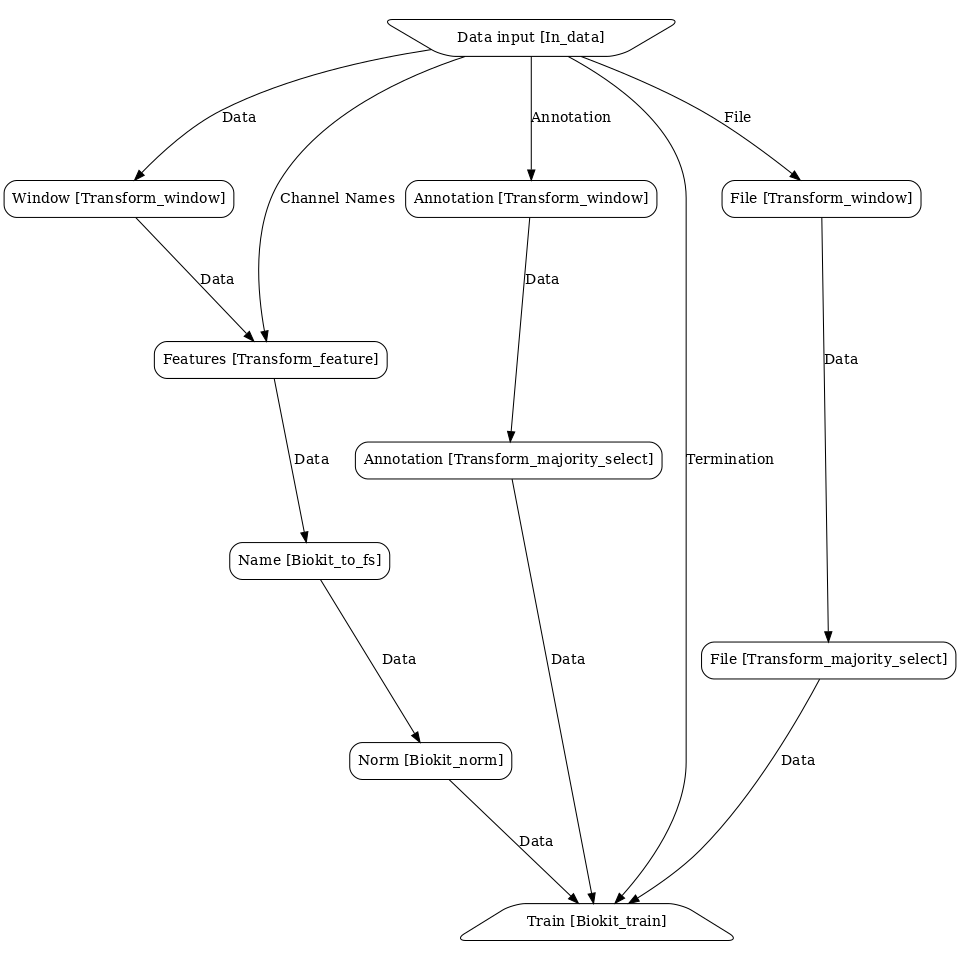 Data input [In_data]
Data
Annotation
File
Window [Transform_window]
Channel Names
Annotation [Transform_window]
File [Transform_window]
Data
Data
Features [Transform_feature]
Data
Data
Annotation [Transform_majority_select]
Termination
Name [Biokit_to_fs]
Data
Data
File [Transform_majority_select]
Norm [Biokit_norm]
Data
Data
Train [Biokit_train]